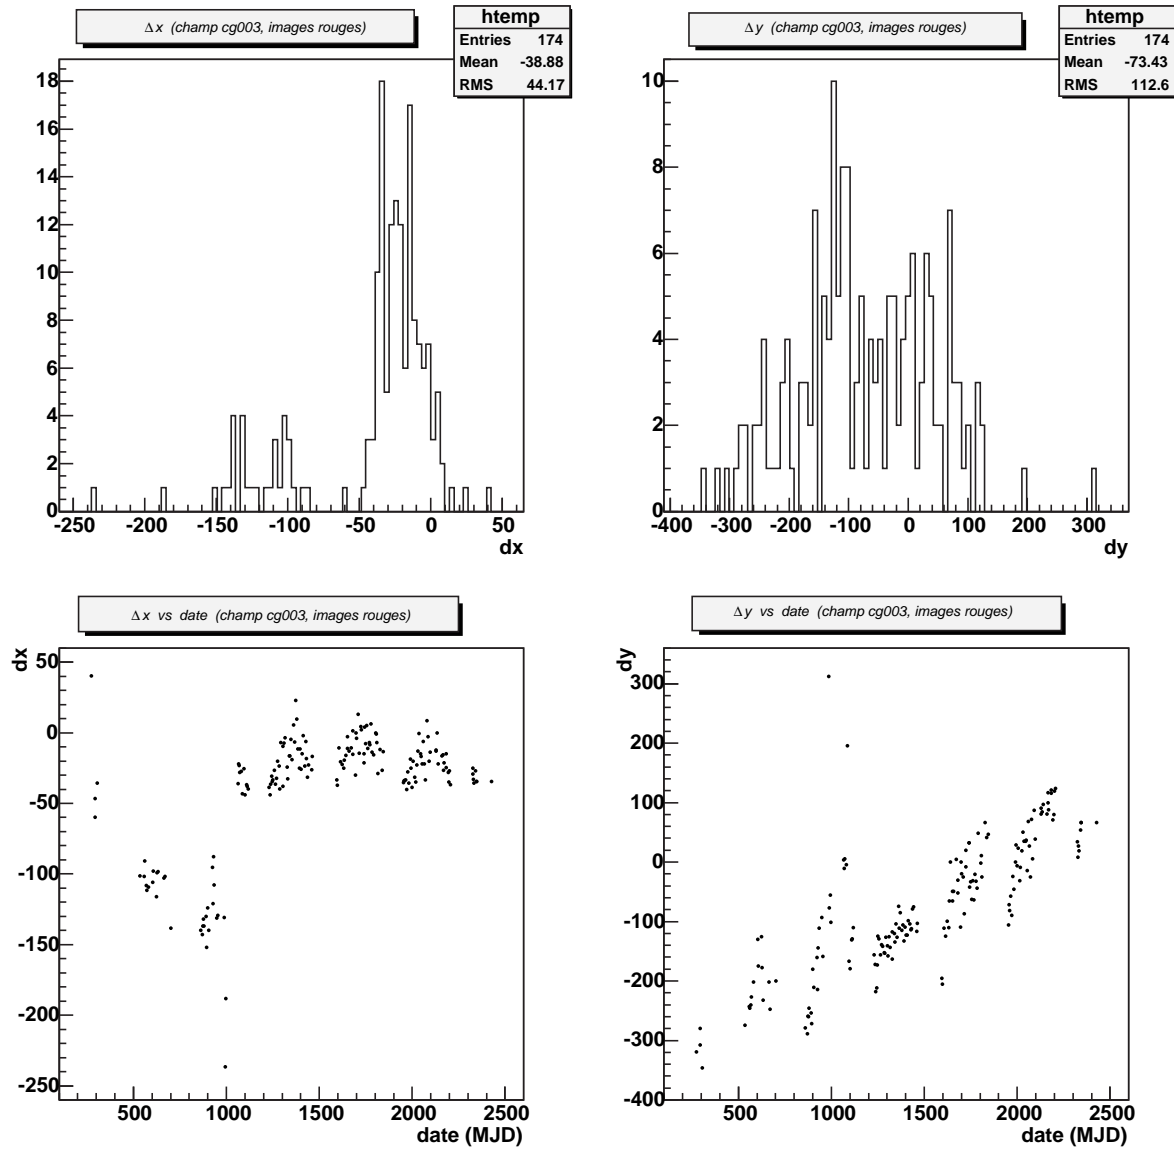 Δx (champ cg003, images rouges)
htemp
Entries 174
Mean -38.88
RMS 44.17
18
16
14
12
10
8
6
4
2
0
-250 -200 -150 -100 -50 0 50
dx
Δy (champ cg003, images rouges)
htemp
Entries 174
Mean -73.43
RMS 112.6
10
8
6
4
2
0
-400 -300 -200 -100 0 100 200 300
dy
Δx vs date (champ cg003, images rouges)
dx
50
0
-50
-100
-150
-200
-250
500 1000 1500 2000 2500
date (MJD)
Δy vs date (champ cg003, images rouges)
dy
300
200
100
0
-100
-200
-300
-400
500 1000 1500 2000 2500
date (MJD)